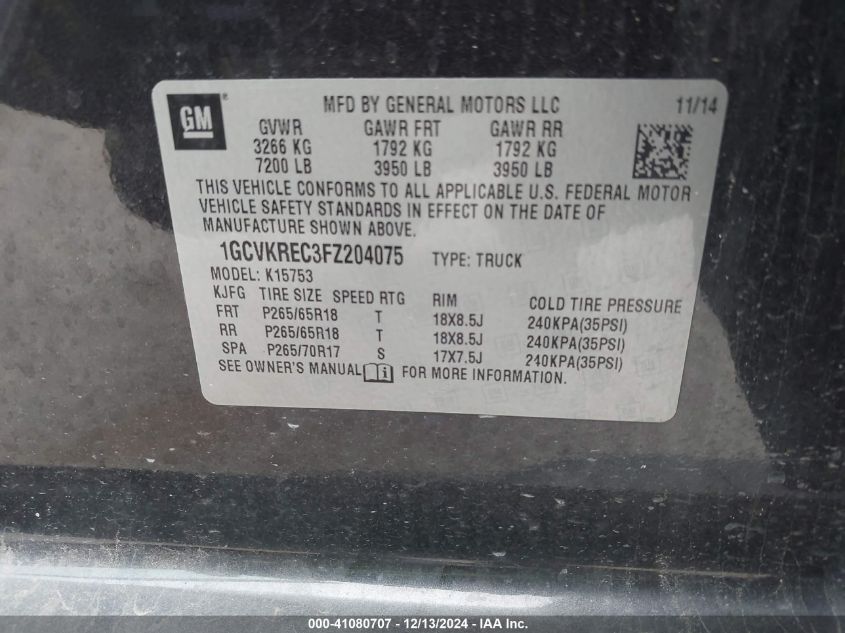 GM®
MFD BY GENERAL MOTORS LLC 11/14
GVWR GAWR FRT GAWR RR
3266 KG 1792 KG 1792 KG
7200 LB 3950 LB 3950 LB
THIS VEHICLE CONFORMS TO ALL APPLICABLE U.S. FEDERAL MOTOR
VEHICLE SAFETY STANDARDS IN EFFECT ON THE DATE OF
MANUFACTURE SHOWN ABOVE.
1GCVKREC3FZ204075 TYPE: TRUCK
MODEL: K15753
KJFG TIRE SIZE SPEED RTG RIM COLD TIRE PRESSURE
FRT P265/65R18 T 18X8.5J 240KPA(35PSI)
RR P265/65R18 T 18X8.5J 240KPA(35PSI)
SPA P265/70R17 S 17X7.5J 240KPA(35PSI)
SEE OWNER'S MANUAL i FOR MORE INFORMATION.
000-41080707 - 12/13/2024 - IAA Inc.